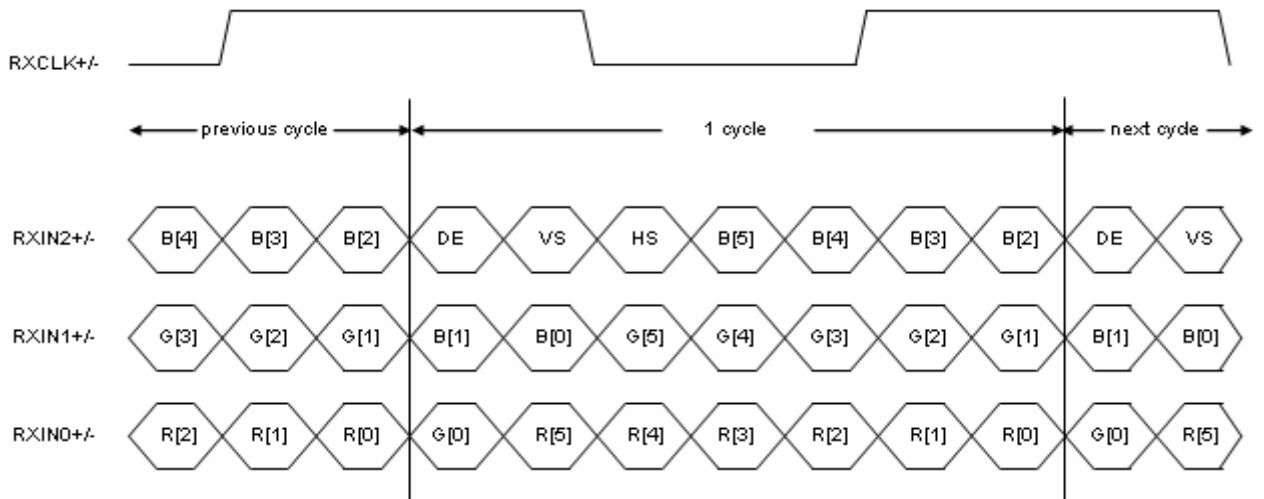 RXCLK+/-
previous cycle 1 cycle next cycle
RXIN2+/- B[4] B[3] B[2] DE VS HS B[5] B[4] B[3] B[2] DE VS
RXIN1+/- G[3] G[2] G[1] B[1] B[0] G[5] G[4] G[3] G[2] G[1] B[1] B[0]
RXIN0+/- R[2] R[1] R[0] G[0] R[5] R[4] R[3] R[2] R[1] R[0] G[0] R[5]